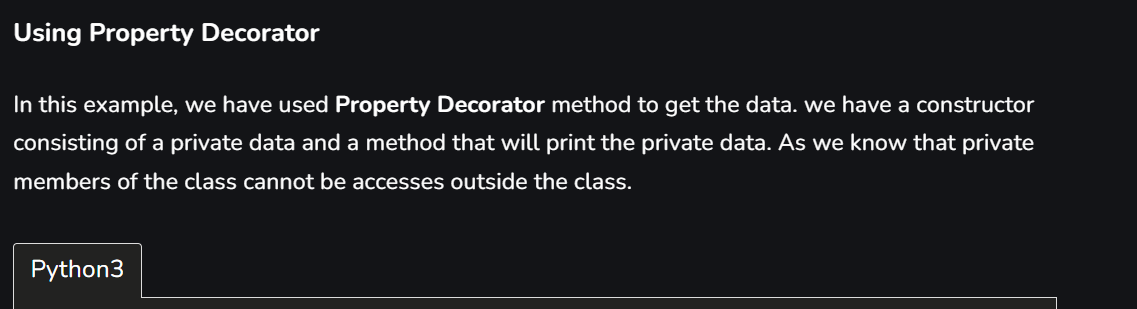 Using Property Decorator
In this example, we have used Property Decorator method to get the data. we have a constructor
consisting of a private data and a method that will print the private data. As we know that private
members of the class cannot be accesses outside the class.
Python3